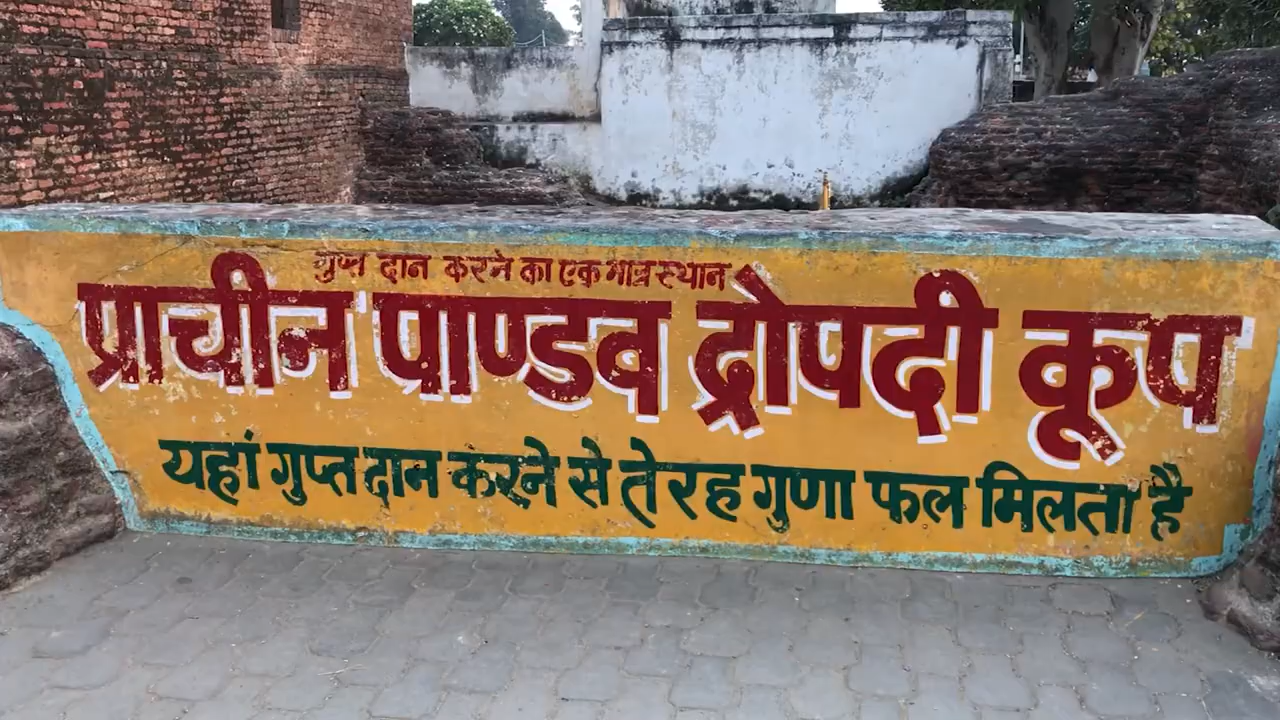 गुप्त दान करने का एक मात्र स्थान
प्राचीन पाण्डव द्रोपदी कूप
यहां गुप्त दान करने से तेरह गुणा फल मिलता है